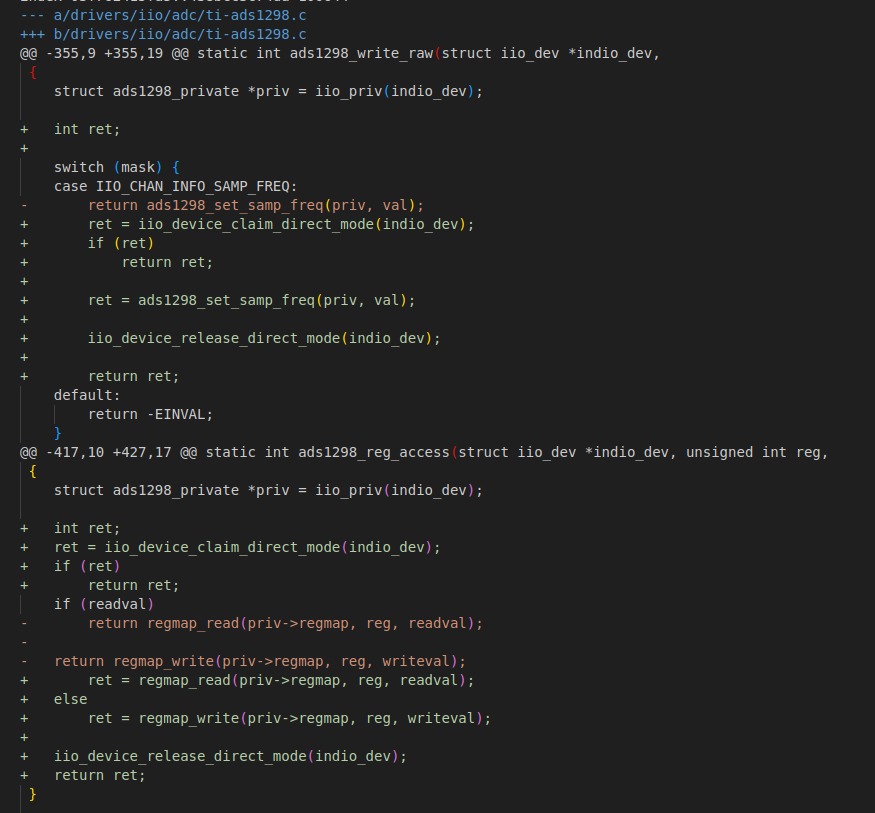 --- a/drivers/iio/adc/ti-ads1298.c
+++ b/drivers/iio/adc/ti-ads1298.c
@@ -355,9 +355,19 @@ static int ads1298_write_raw(struct iio_dev *indio_dev,
 {
    struct ads1298_private *priv = iio_priv(indio_dev);

+   int ret;
+
    switch (mask) {
    case IIO_CHAN_INFO_SAMP_FREQ:
-       return ads1298_set_samp_freq(priv, val);
+       ret = iio_device_claim_direct_mode(indio_dev);
+       if (ret)
+           return ret;
+
+       ret = ads1298_set_samp_freq(priv, val);
+
+       iio_device_release_direct_mode(indio_dev);
+
+       return ret;
    default:
        return -EINVAL;
    }
@@ -417,10 +427,17 @@ static int ads1298_reg_access(struct iio_dev *indio_dev, unsigned int reg,
 {
    struct ads1298_private *priv = iio_priv(indio_dev);

+   int ret;
+   ret = iio_device_claim_direct_mode(indio_dev);
+   if (ret)
+       return ret;
    if (readval)
-       return regmap_read(priv->regmap, reg, readval);
-
-   return regmap_write(priv->regmap, reg, writeval);
+       ret = regmap_read(priv->regmap, reg, readval);
+   else
+       ret = regmap_write(priv->regmap, reg, writeval);
+
+   iio_device_release_direct_mode(indio_dev);
+   return ret;
 }